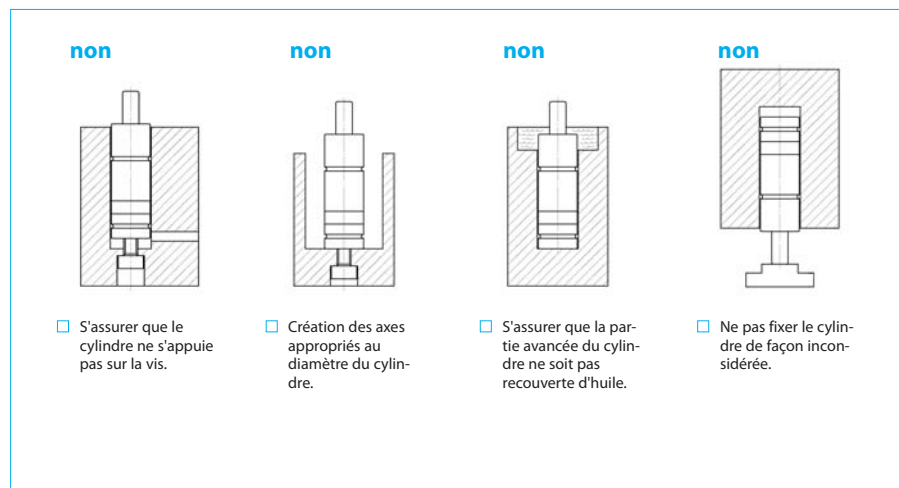 non
non
non
non
S'assurer que le
cylindre ne s'appuie
pas sur la vis.
Création des axes
appropriés au
diamètre du cylin-
dre.
S'assurer que la par-
tie avancée du cylin-
dre ne soit pas
recouverte d'huile.
Ne pas fixer le cylin-
dre de façon incon-
sidérée.